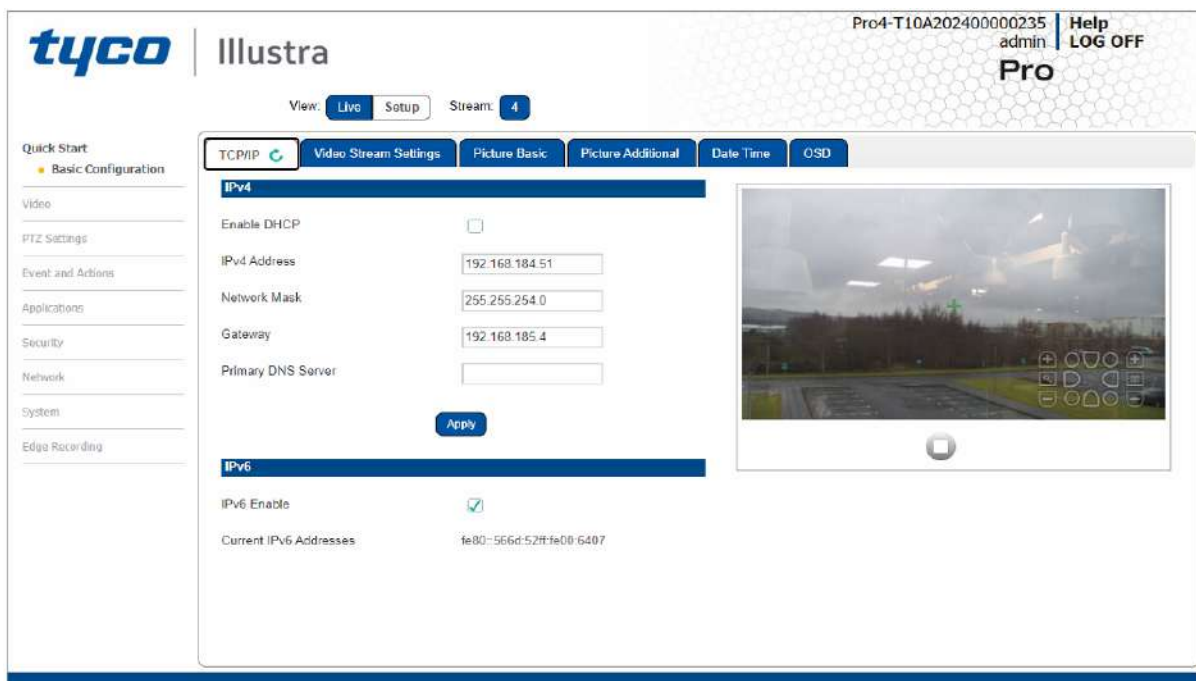 tyco | Illustra
Pro4-T10A202400000235 | Help
admin | LOG OFF
Pro
View: Live Setup Stream: 4
Quick Start
Basic Configuration
Video
PTZ Settings
Event and Actions
Applications
Security
Network
System
Edge Recording
TCP/IP Video Stream Settings Picture Basic Picture Additional Date Time OSD
IPv4
Enable DHCP
IPv4 Address 192.168.184.51
Network Mask 255.255.254.0
Gateway 192.168.185.4
Primary DNS Server
Apply
IPv6
IPv6 Enable
Current IPv6 Addresses fe80::566d:52ff:fe00:6407